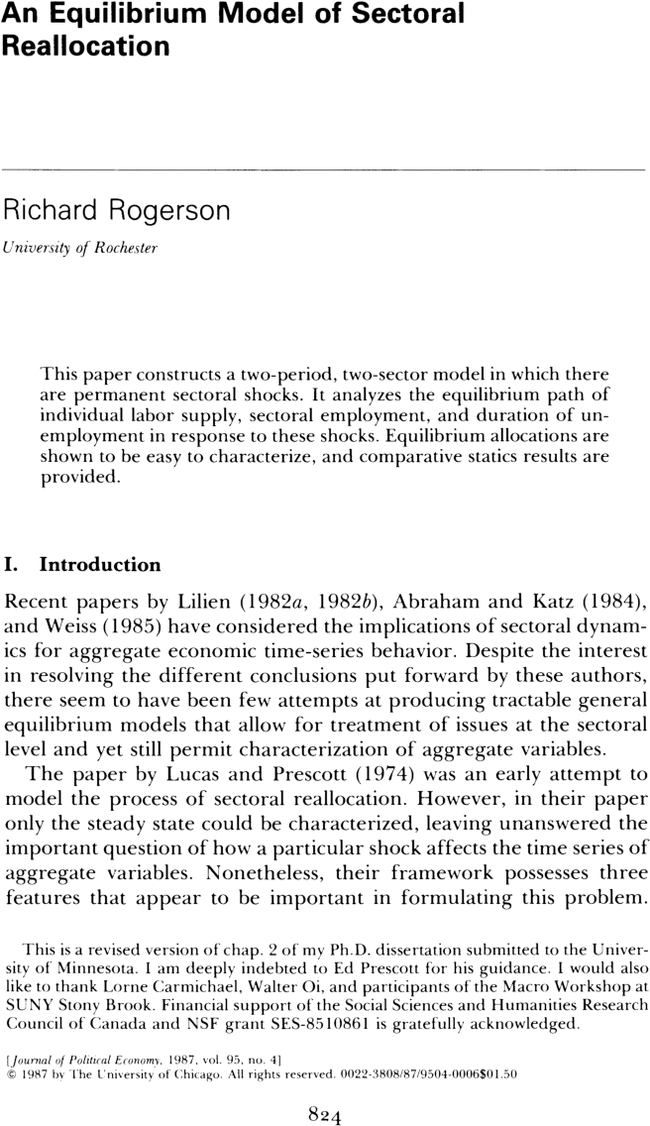 An Equilibrium Model of Sectoral
Reallocation
Richard Rogerson
University of Rochester
This paper constructs a two-period, two-sector model in which there
are permanent sectoral shocks. It analyzes the equilibrium path of
individual labor supply, sectoral employment, and duration of un-
employment in response to these shocks. Equilibrium allocations are
shown to be easy to characterize, and comparative statics results are
provided.
I. Introduction
Recent papers by Lilien (1982a, 1982b), Abraham and Katz (1984),
and Weiss (1985) have considered the implications of sectoral dynam-
ics for aggregate economic time-series behavior. Despite the interest
in resolving the different conclusions put forward by these authors,
there seem to have been few attempts at producing tractable general
equilibrium models that allow for treatment of issues at the sectoral
level and yet still permit characterization of aggregate variables.
The paper by Lucas and Prescott (1974) was an early attempt to
model the process of sectoral reallocation. However, in their paper
only the steady state could be characterized, leaving unanswered the
important question of how a particular shock affects the time series of
aggregate variables. Nonetheless, their framework possesses three
features that appear to be important in formulating this problem.
This is a revised version of chap. 2 of my Ph.D. dissertation submitted to the Univer-
sity of Minnesota. I am deeply indebted to Ed Prescott for his guidance. I would also
like to thank Lorne Carmichael, Walter Oi, and participants of the Macro Workshop at
SUNY Stony Brook. Financial support of the Social Sciences and Humanities Research
Council of Canada and NSF grant SES-8510861 is gratefully acknowledged.
[Journal of Political Economy, 1987, vol. 95, no. 4]
© 1987 by The University of Chicago. All rights reserved. 0022-3808/87/9504-0006$01.50
824